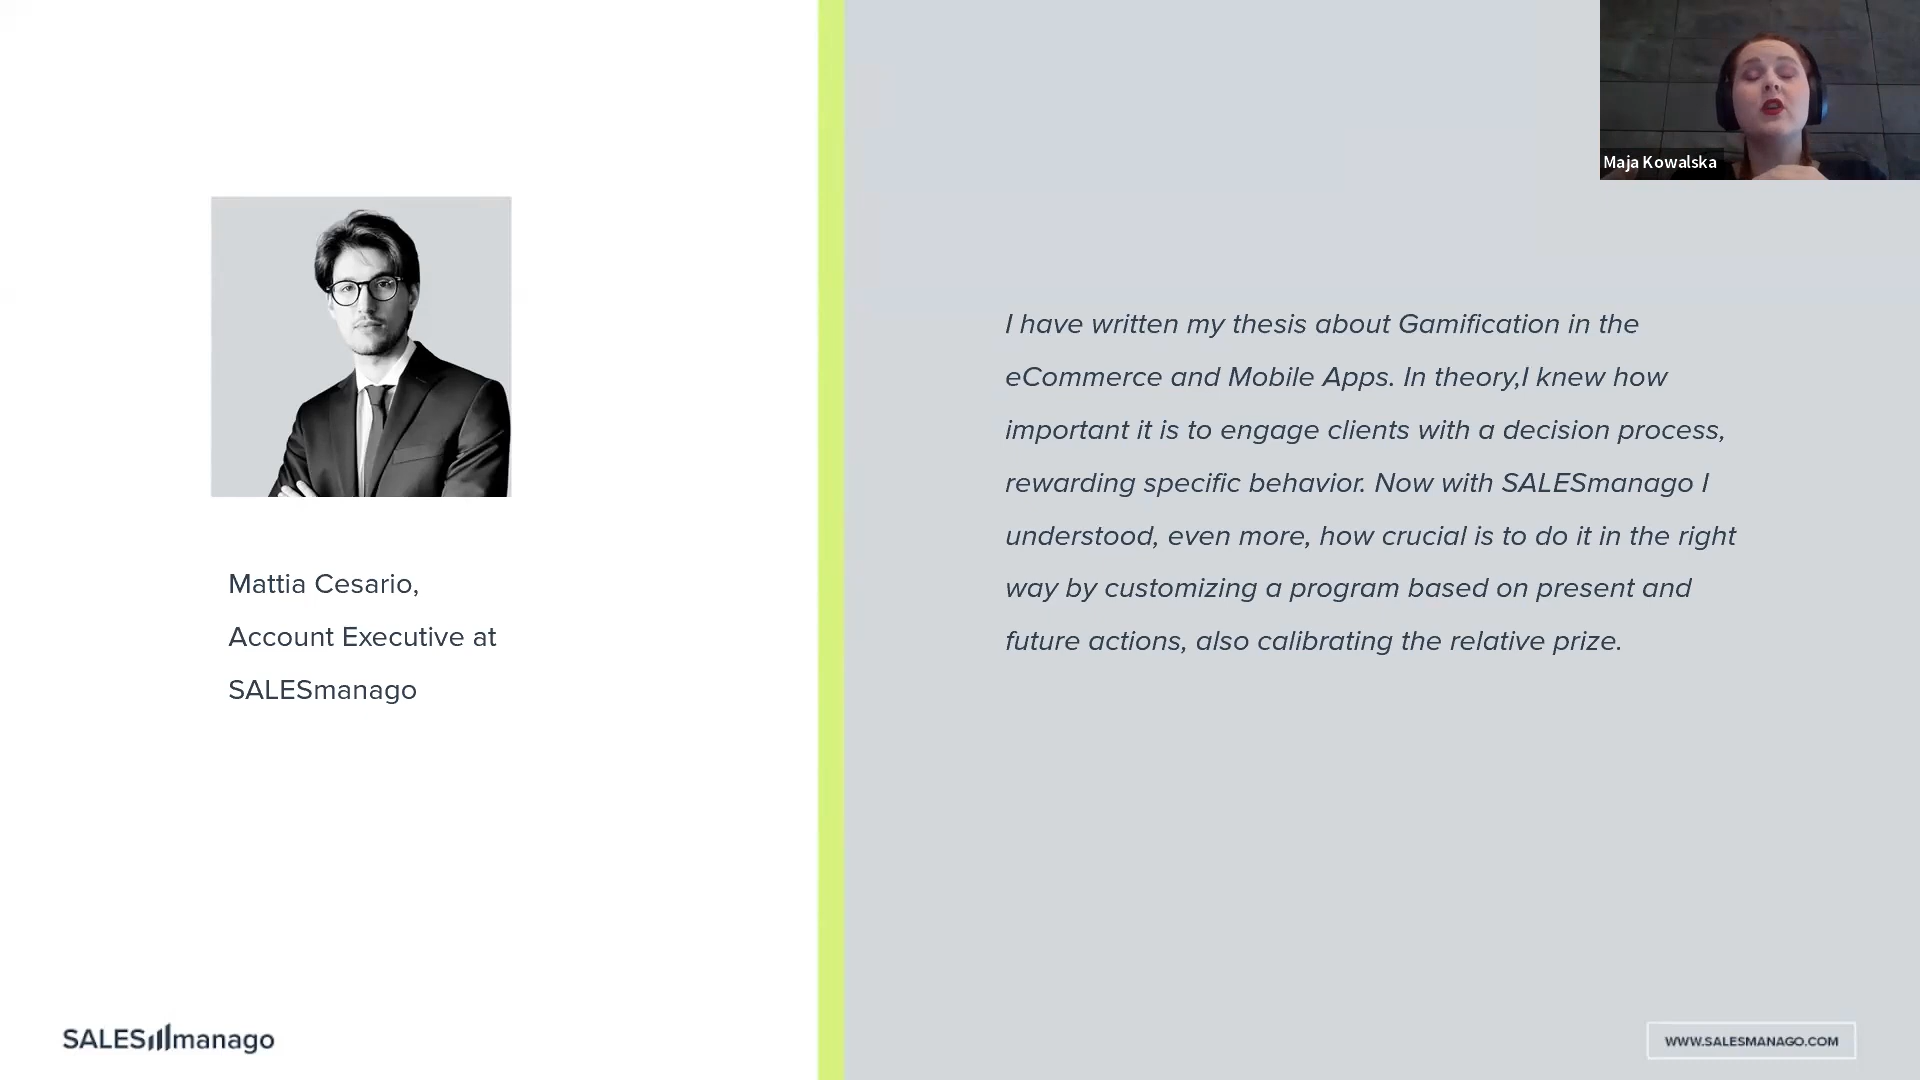 Maja Kowalska
Mattia Cesario,
Account Executive at
SALESmanago
I have written my thesis about Gamification in the
eCommerce and Mobile Apps. In theory,I knew how
important it is to engage clients with a decision process,
rewarding specific behavior. Now with SALESmanago I
understood, even more, how crucial is to do it in the right
way by customizing a program based on present and
future actions, also calibrating the relative prize.
SALESmanago
WWW.SALESMANAGO.COM